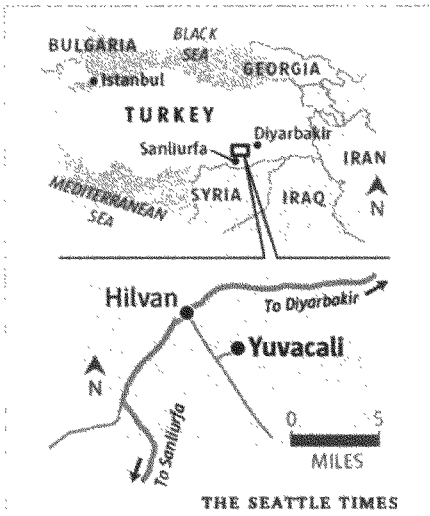 BLACK
SEA
BULGARIA
GEORGIA
Istanbul
TURKEY
Diyarbakir
Sanliurfa
IRAN
MEDITERRANEAN
SEA
SYRIA
IRAQ
N
Hilvan
To Diyarbakir
Yuvacali
N
To Sanliurfa
0 5
MILES
THE SEATTLE TIMES